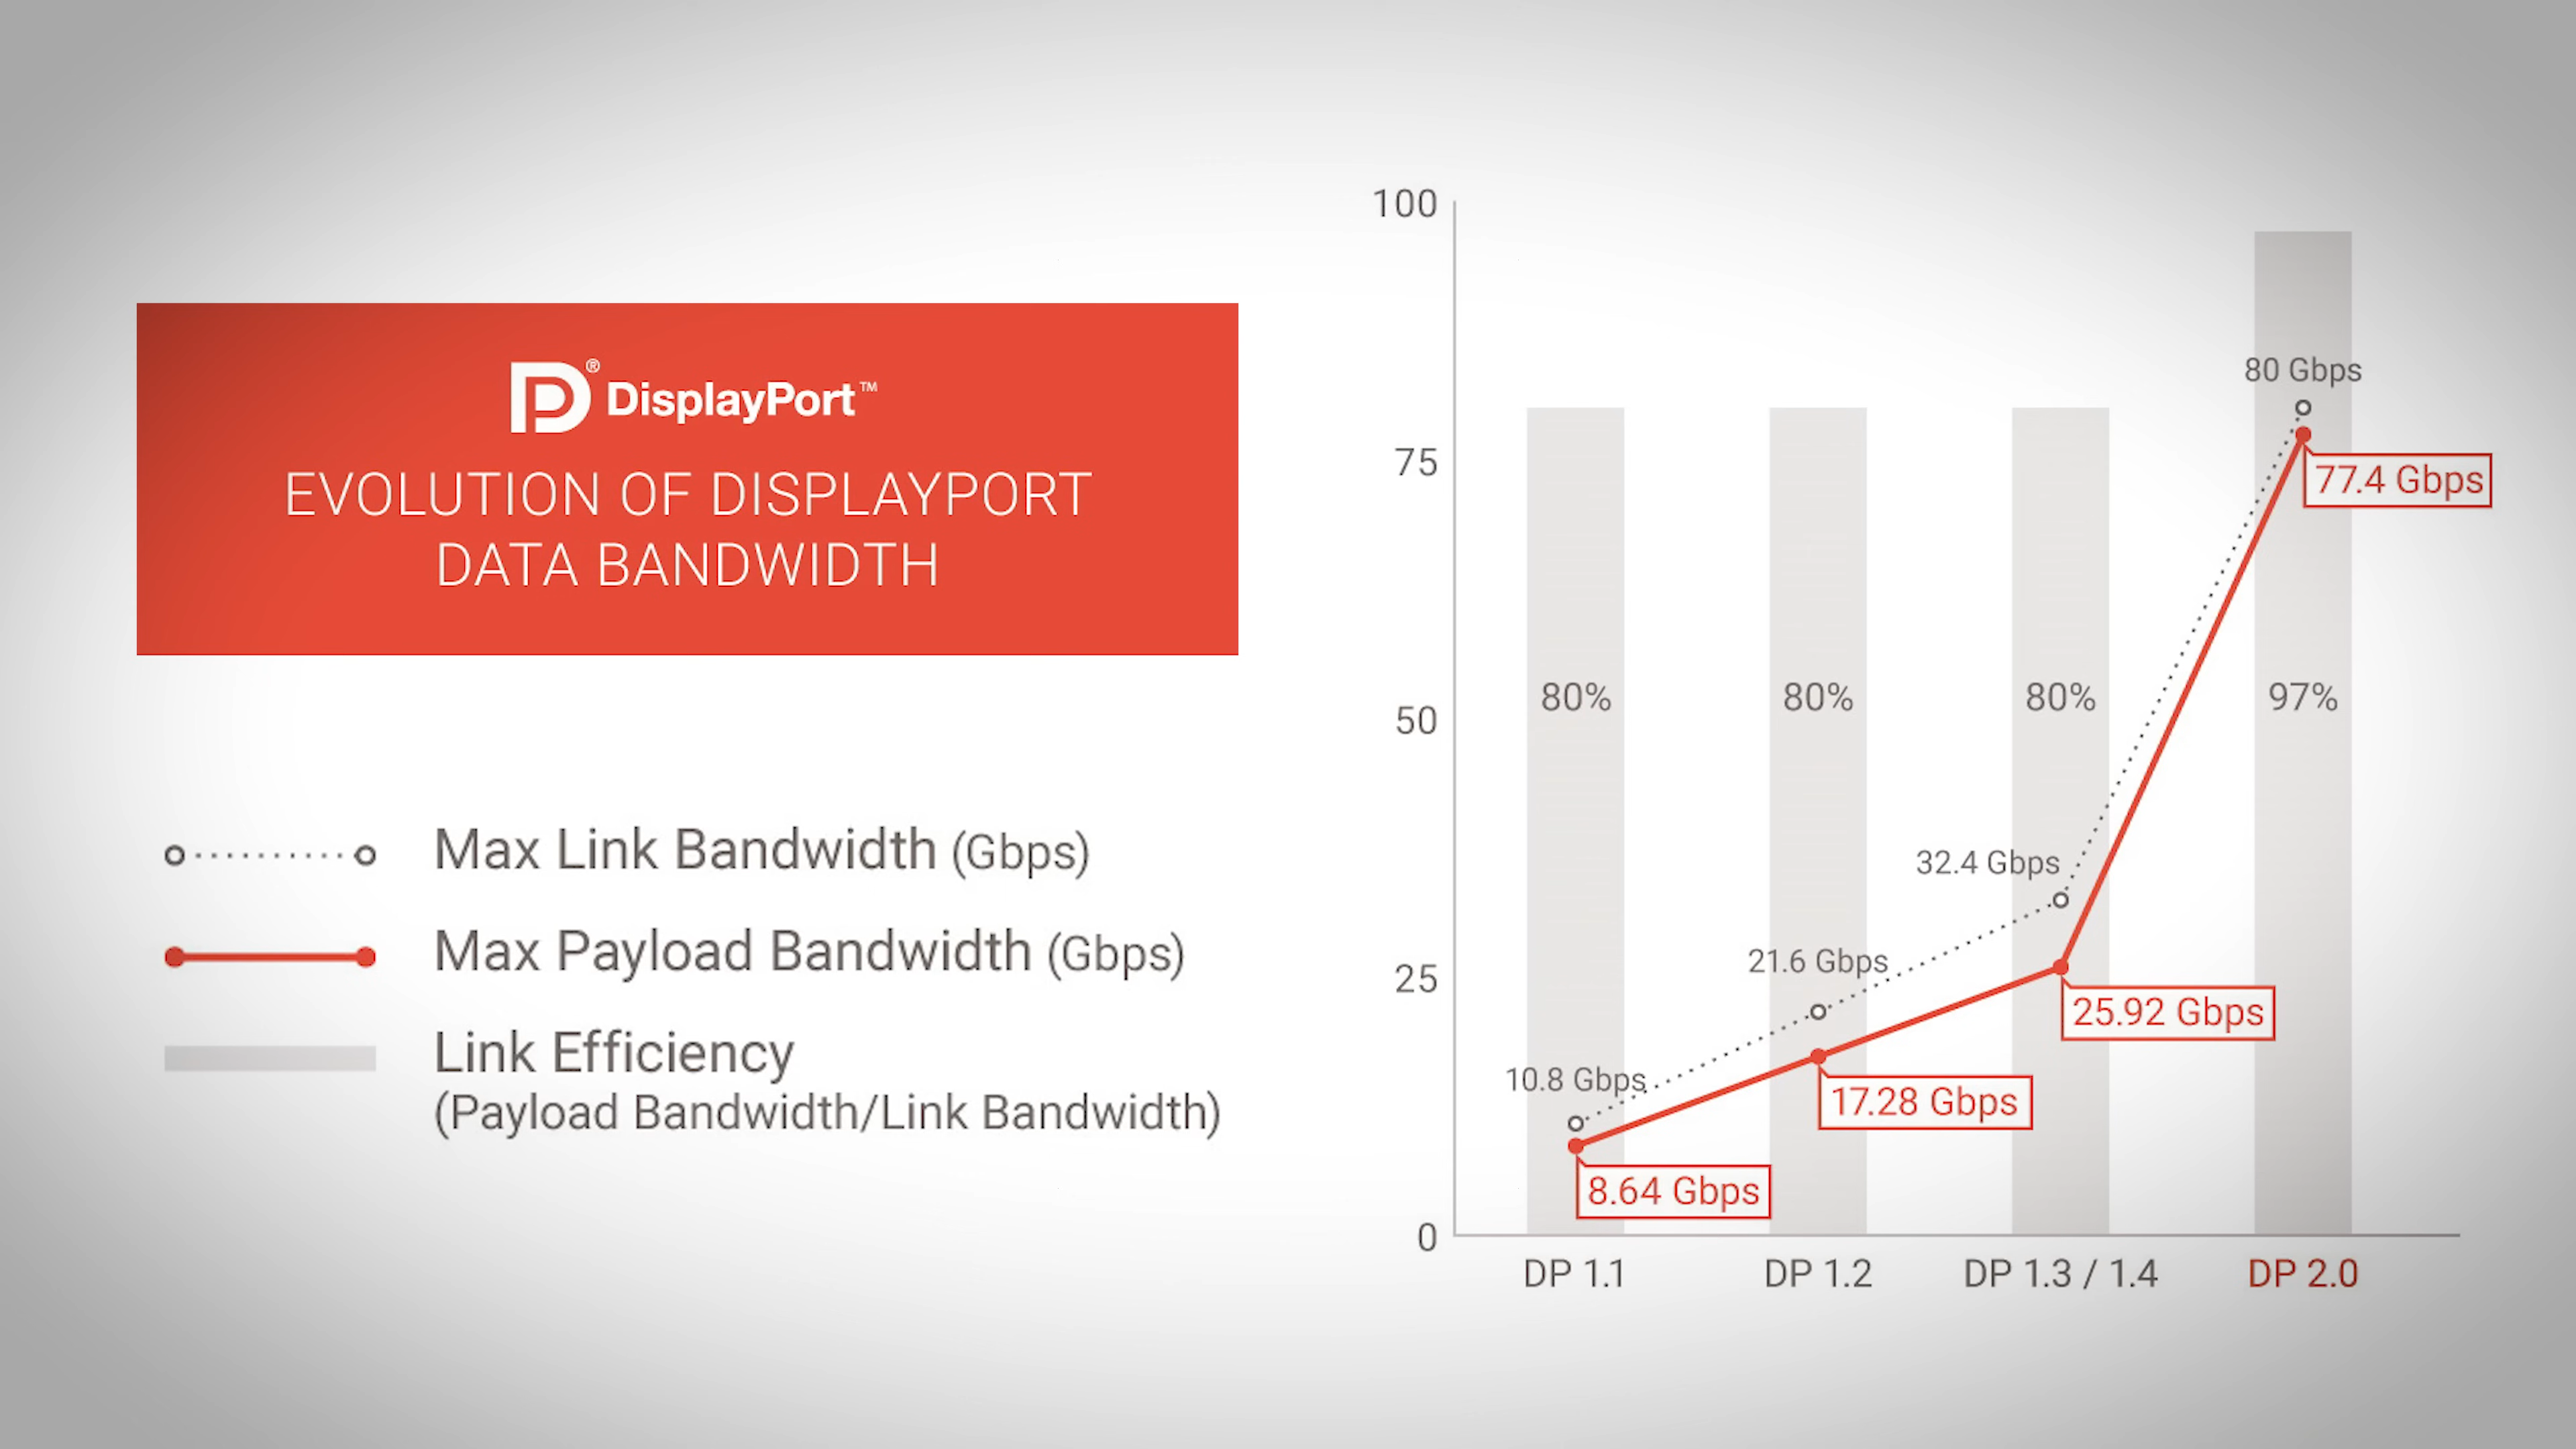 DP® DisplayPort™
EVOLUTION OF DISPLAYPORT
DATA BANDWIDTH
Max Link Bandwidth (Gbps)
Max Payload Bandwidth (Gbps)
Link Efficiency
(Payload Bandwidth/Link Bandwidth)
100
75
50
25
0
80 Gbps
77.4 Gbps
80%
80%
80%
97%
32.4 Gbps
21.6 Gbps
25.92 Gbps
10.8 Gbps
17.28 Gbps
8.64 Gbps
DP 1.1
DP 1.2
DP 1.3 / 1.4
DP 2.0